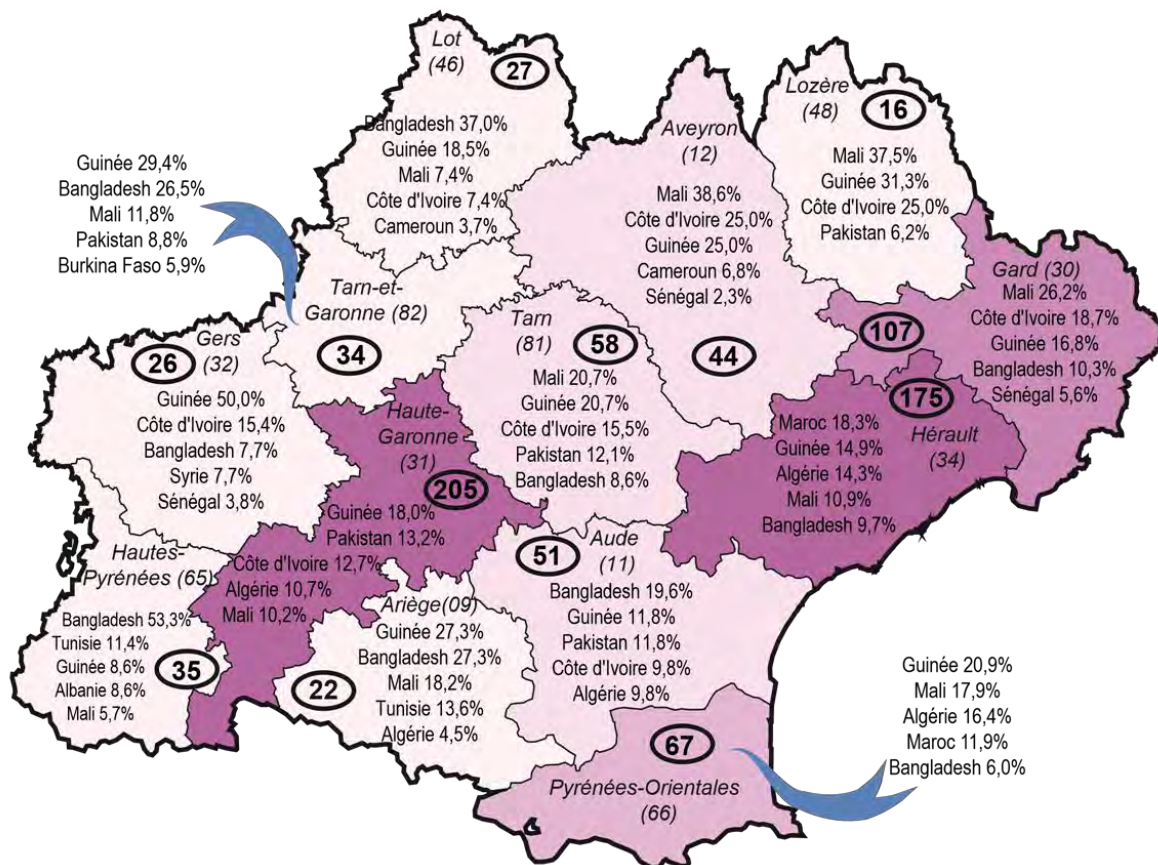 Lot
(46)
27
Bangladesh 37,0%
Guinée 18,5%
Mali 7,4%
Côte d'Ivoire 7,4%
Cameroun 3,7%
Aveyron
(12)
Mali 38,6%
Côte d'Ivoire 25,0%
Guinée 25,0%
Cameroun 6,8%
Sénégal 2,3%
44
Lozère
(48)
16
Mali 37,5%
Guinée 31,3%
Côte d'Ivoire 25,0%
Pakistan 6,2%
Guinée 29,4%
Bangladesh 26,5%
Mali 11,8%
Pakistan 8,8%
Burkina Faso 5,9%
Tarn-et-
Garonne (82)
34
Gard (30)
Mali 26,2%
Côte d'Ivoire 18,7%
Guinée 16,8%
Bangladesh 10,3%
Sénégal 5,6%
107
26
Gers
(32)
Guinée 50,0%
Côte d'Ivoire 15,4%
Bangladesh 7,7%
Syrie 7,7%
Sénégal 3,8%
Tarn
(81)
58
Mali 20,7%
Guinée 20,7%
Côte d'Ivoire 15,5%
Pakistan 12,1%
Bangladesh 8,6%
175
Hérault
(34)
Maroc 18,3%
Guinée 14,9%
Algérie 14,3%
Mali 10,9%
Bangladesh 9,7%
Haute-
Garonne
(31)
205
Guinée 18,0%
Pakistan 13,2%
Côte d'Ivoire 12,7%
Algérie 10,7%
Mali 10,2%
Hautes-
Pyrénées (65)
Bangladesh 53,3%
Tunisie 11,4%
Guinée 8,6%
Albanie 8,6%
Mali 5,7%
35
Ariège(09)
Guinée 27,3%
Bangladesh 27,3%
Mali 18,2%
Tunisie 13,6%
Algérie 4,5%
22
51
Aude
(11)
Bangladesh 19,6%
Guinée 11,8%
Pakistan 11,8%
Côte d'Ivoire 9,8%
Algérie 9,8%
67
Pyrénées-Orientales
(66)
Guinée 20,9%
Mali 17,9%
Algérie 16,4%
Maroc 11,9%
Bangladesh 6,0%